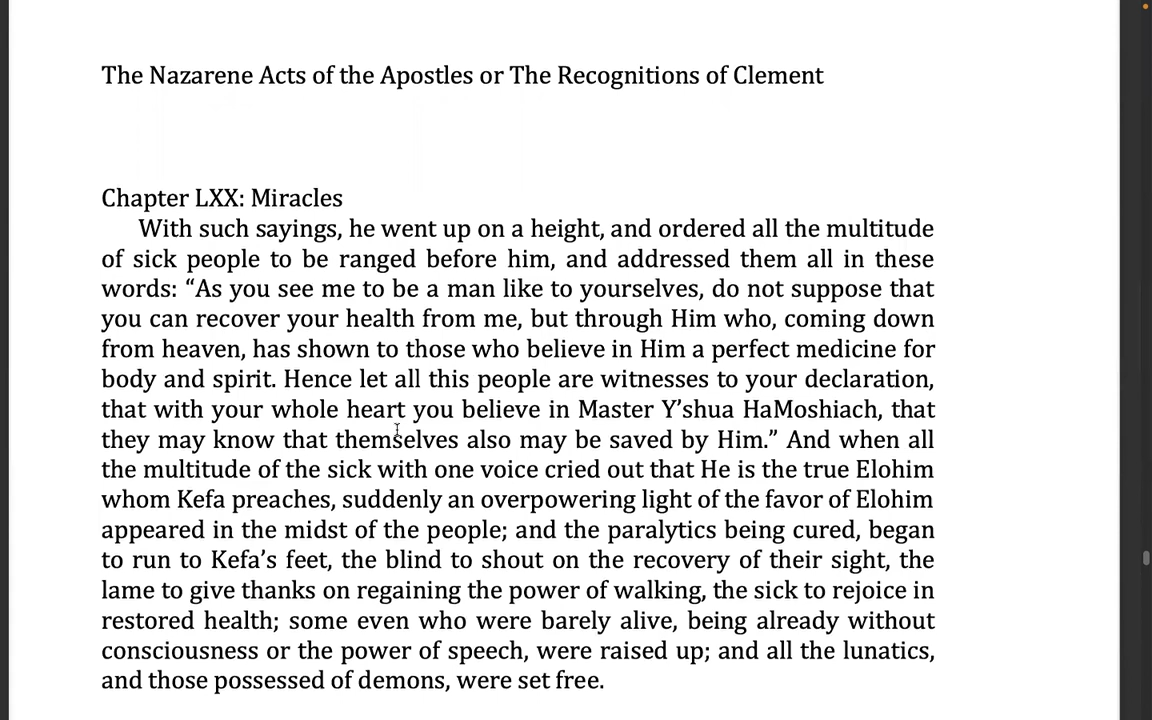 The Nazarene Acts of the Apostles or The Recognitions of Clement
Chapter LXX: Miracles
With such sayings, he went up on a height, and ordered all the multitude
of sick people to be ranged before him, and addressed them all in these
words: “As you see me to be a man like to yourselves, do not suppose that
you can recover your health from me, but through Him who, coming down
from heaven, has shown to those who believe in Him a perfect medicine for
body and spirit. Hence let all this people are witnesses to your declaration,
that with your whole heart you believe in Master Y’shua HaMoshiach, that
they may know that themselves also may be saved by Him.” And when all
the multitude of the sick with one voice cried out that He is the true Elohim
whom Kefa preaches, suddenly an overpowering light of the favor of Elohim
appeared in the midst of the people; and the paralytics being cured, began
to run to Kefa’s feet, the blind to shout on the recovery of their sight, the
lame to give thanks on regaining the power of walking, the sick to rejoice in
restored health; some even who were barely alive, being already without
consciousness or the power of speech, were raised up; and all the lunatics,
and those possessed of demons, were set free.